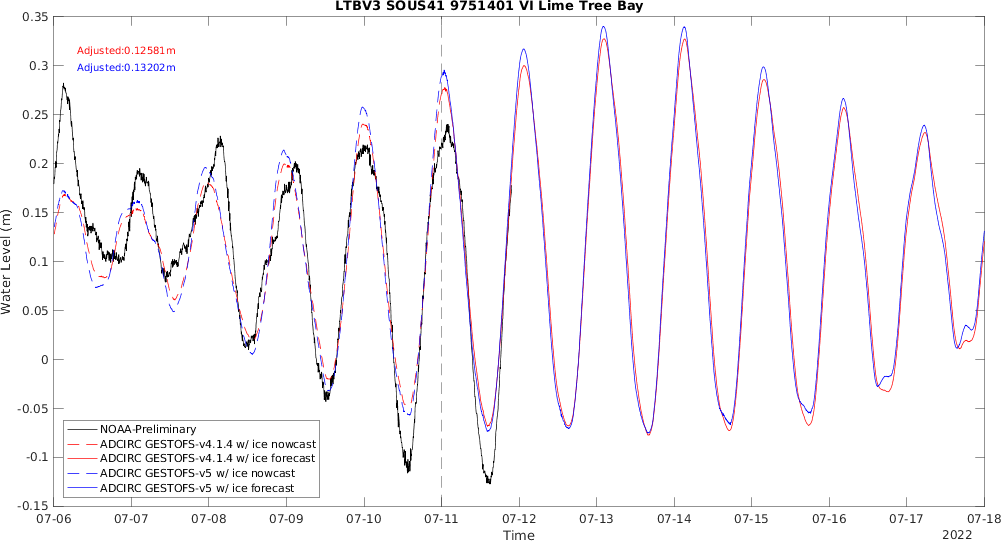 LTBV3 SOUS41 9751401 VI Lime Tree Bay
Adjusted:0.12581m
Adjusted:0.13202m
0.35
0.3
0.25
0.2
0.15
0.1
0.05
0
-0.05
-0.1
-0.15
Water Level (m)
NOAA-Preliminary
ADCIRC GESTOFS-v4.1.4 w/ ice nowcast
ADCIRC GESTOFS-v4.1.4 w/ ice forecast
ADCIRC GESTOFS-v5 w/ ice nowcast
ADCIRC GESTOFS-v5 w/ ice forecast
07-06 07-07 07-08 07-09 07-10 07-11 07-12 07-13 07-14 07-15 07-16 07-17 07-18
Time
2022